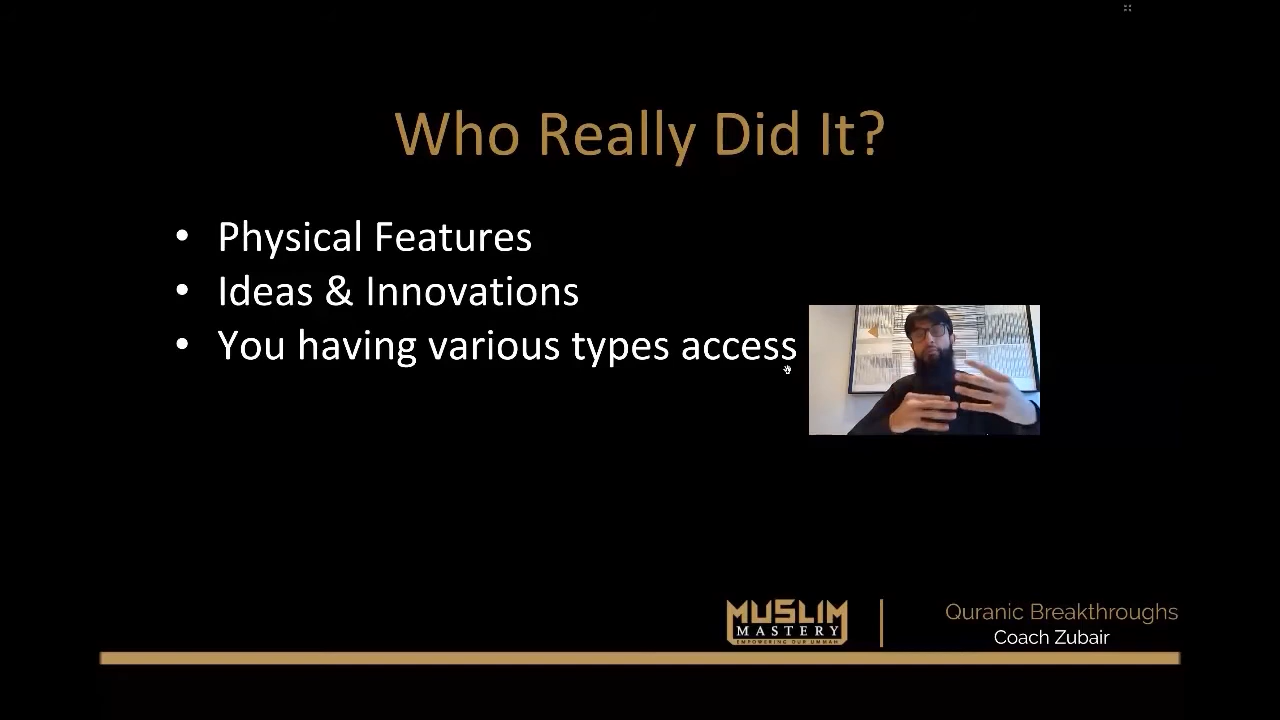 Who Really Did It?
• Physical Features
• Ideas & Innovations
• You having various types access
MUSLIM
MASTERY
EMPOWERING OUR UMMAH
Quranic Breakthroughs
Coach Zubair